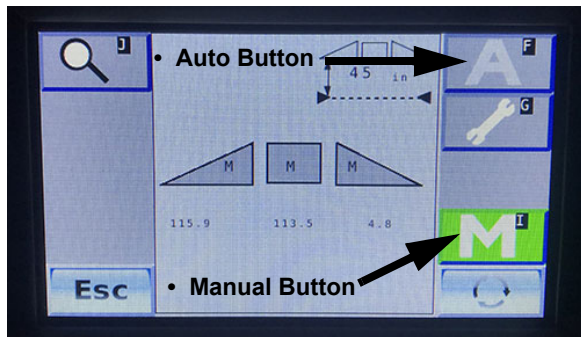 J
• Auto Button
A F
45 in
G
M M M
115.9 113.5 4.8
M I
Esc
• Manual Button